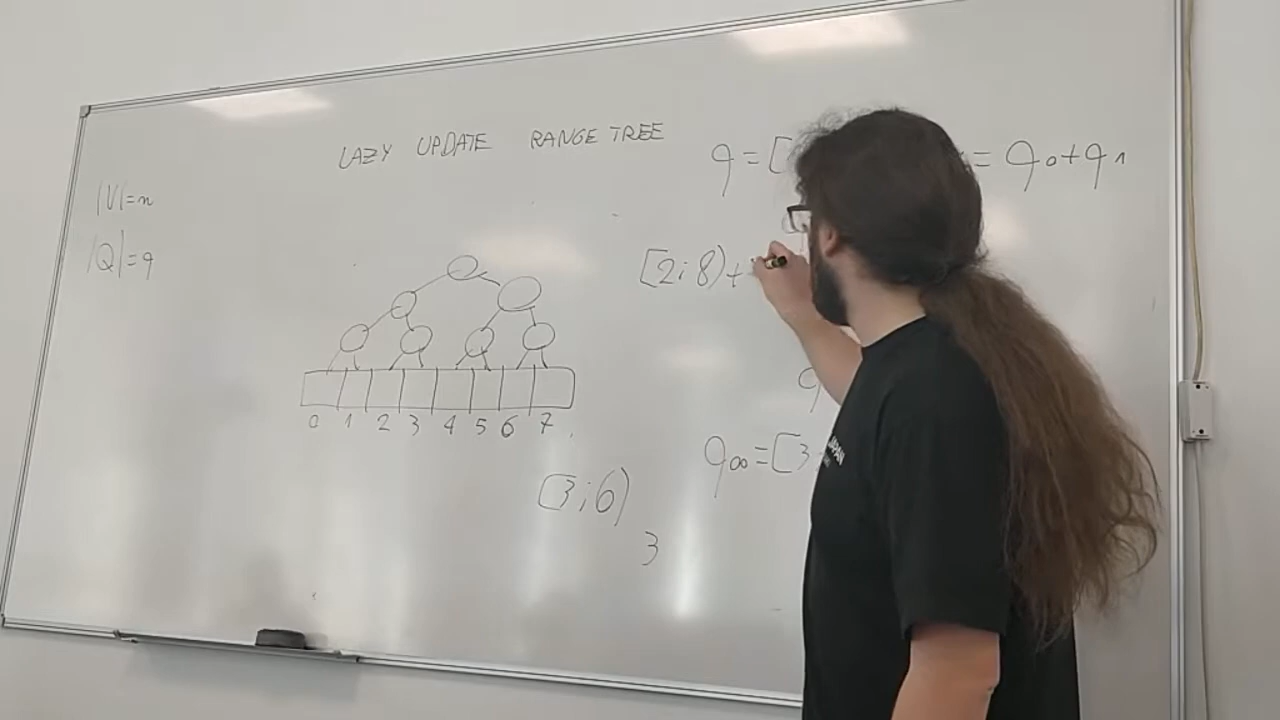 LAZY UPDATE RANGE TREE
|V|=n
|Q|=q
q=[ = q0+q1
[2;8)+
0 1 2 3 4 5 6 7
q
q00=[3
[3;6)
3